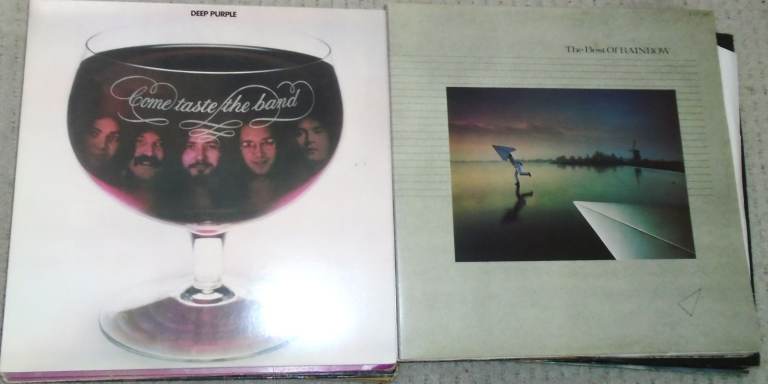 DEEP PURPLE
Come taste the band
The Best Of RAINBOW